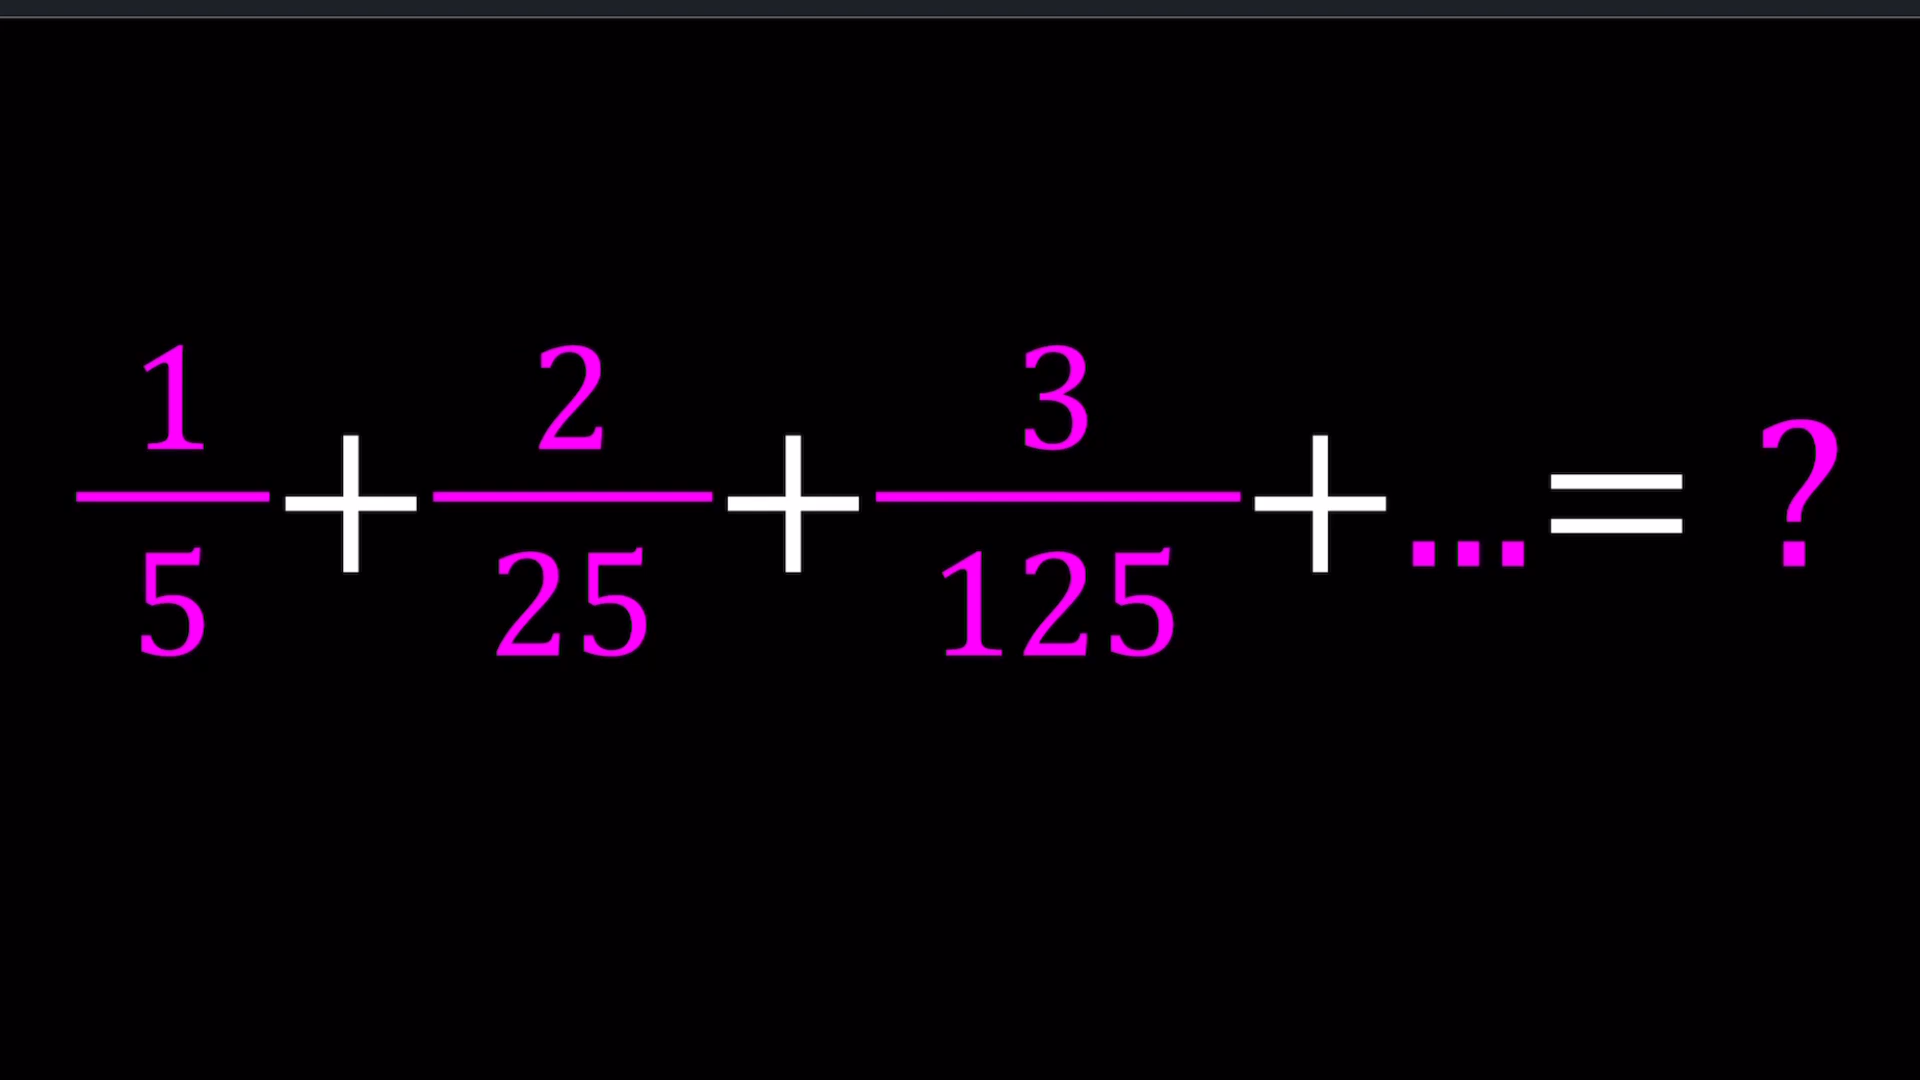 1/5 + 2/25 + 3/125 + ... = ?